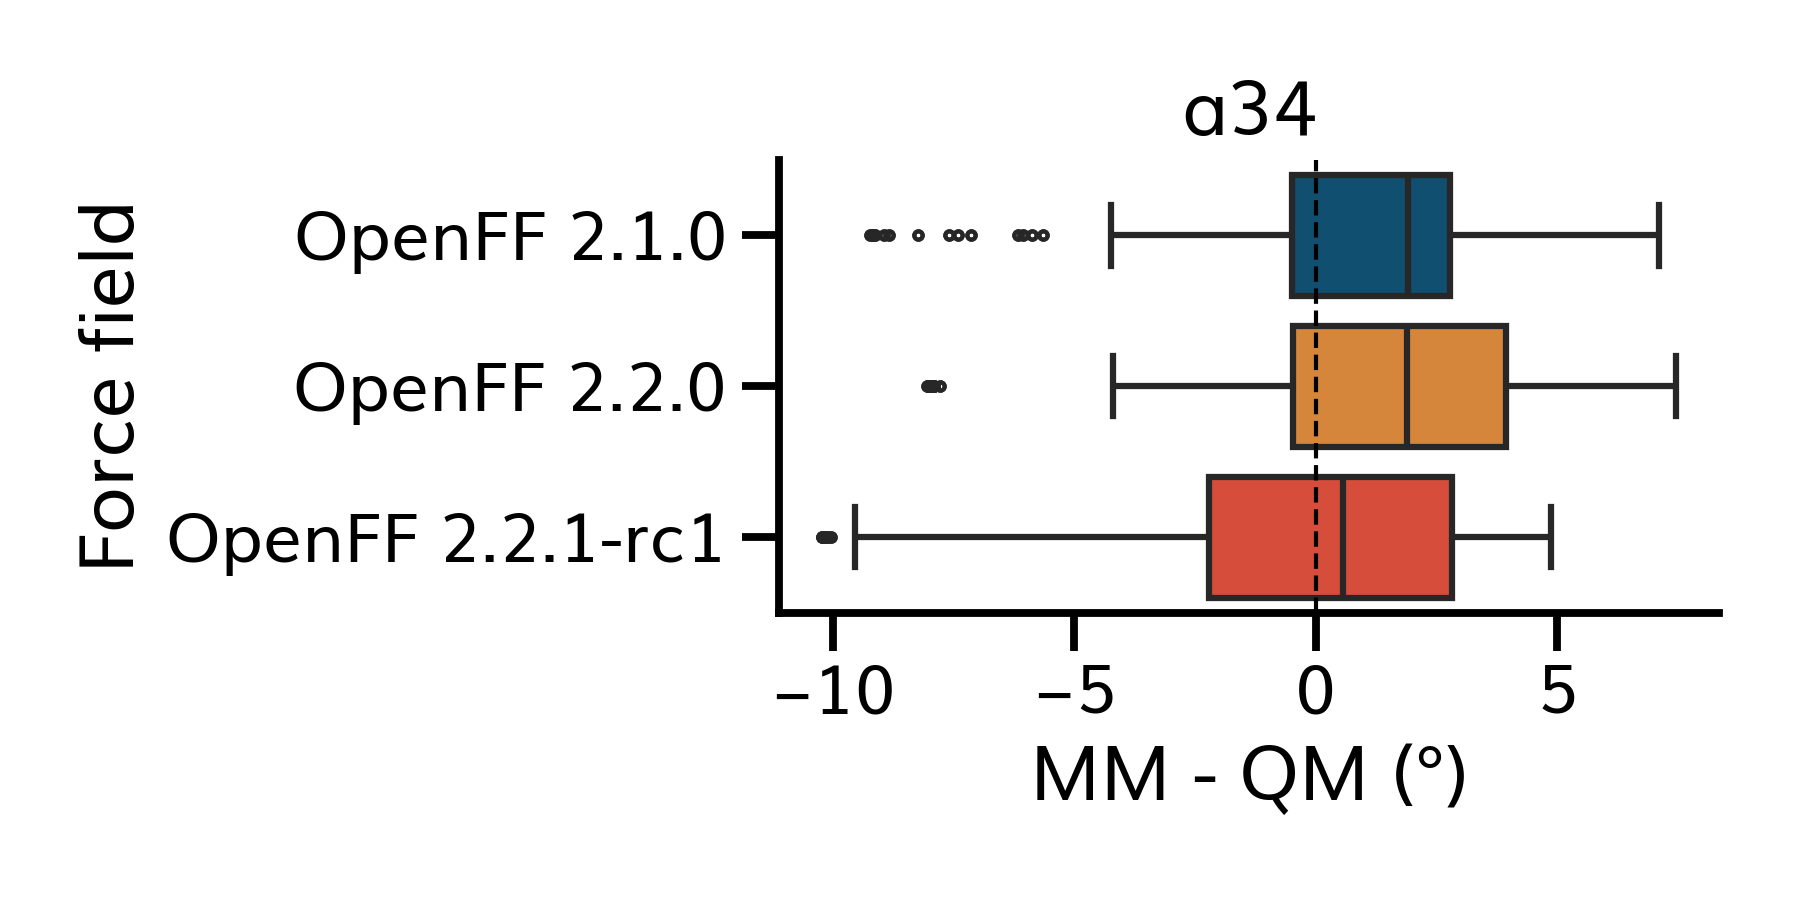 a34
Force field
OpenFF 2.1.0
OpenFF 2.2.0
OpenFF 2.2.1-rc1
−10 −5 0 5
MM - QM (°)